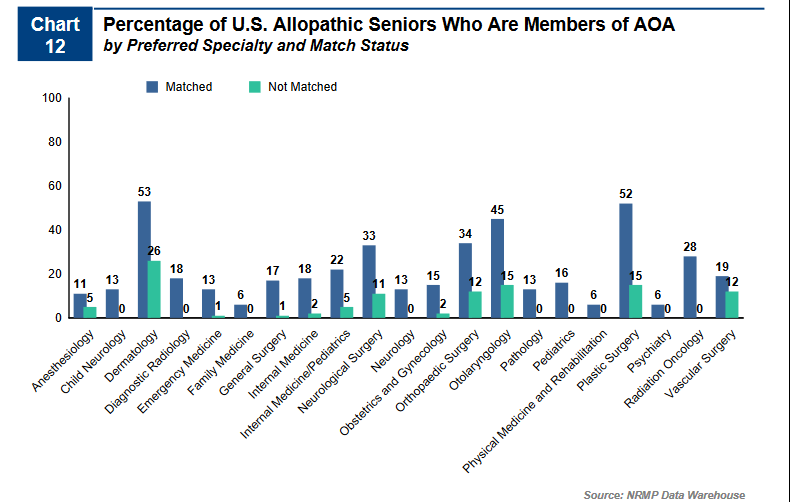 Chart
12
Percentage of U.S. Allopathic Seniors Who Are Members of AOA
by Preferred Specialty and Match Status
Matched
Not Matched
100
80
60
40
20
0
11
5
13
0
53
26
18
0
13
1
6
0
17
1
18
2
22
5
33
11
13
0
15
2
34
12
45
15
13
0
16
0
6
0
52
15
6
0
28
0
19
12
Anesthesiology
Child Neurology
Dermatology
Diagnostic Radiology
Emergency Medicine
Family Medicine
General Surgery
Internal Medicine
Internal Medicine/Pediatrics
Neurological Surgery
Neurology
Obstetrics and Gynecology
Orthopaedic Surgery
Otolaryngology
Pathology
Pediatrics
Physical Medicine and Rehabilitation
Plastic Surgery
Psychiatry
Radiation Oncology
Vascular Surgery
Source: NRMP Data Warehouse